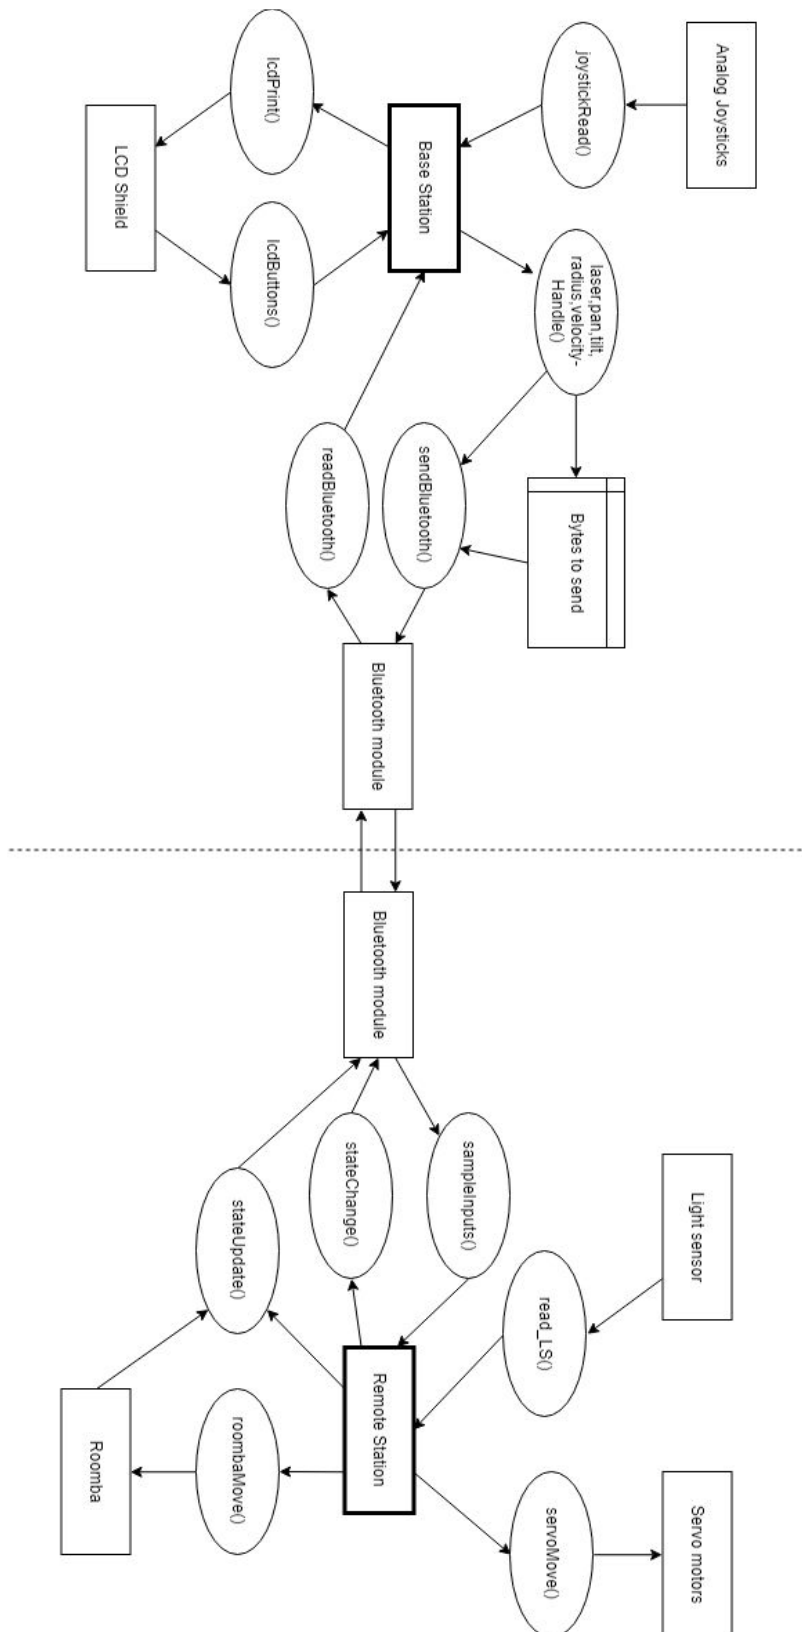 Analog Joysticks
joystickRead()
Base Station
lcdPrint()
LCD Shield
lcdButtons()
laser,pan,tilt,
radius,velocity-
Handle()
Bytes to send
sendBluetooth()
readBluetooth()
Bluetooth module
Bluetooth module
sampleInputs()
stateChange()
stateUpdate()
Light sensor
read_LS()
Remote Station
Servo motors
servoMove()
roombaMove()
Roomba